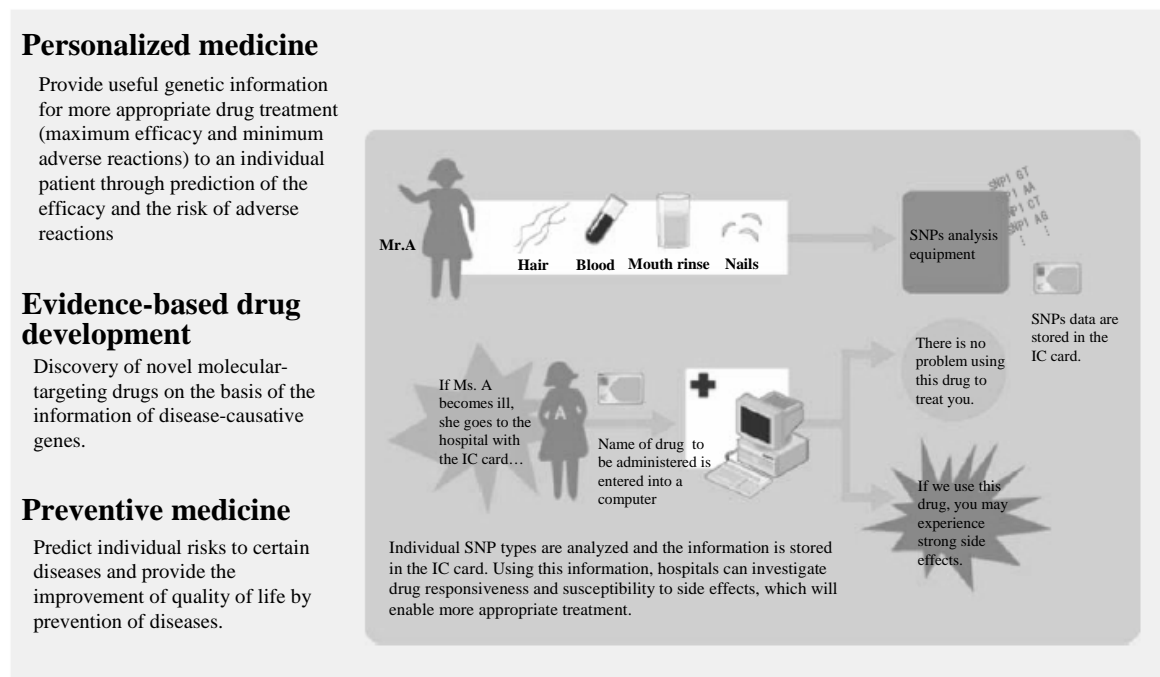 Personalized medicine
Provide useful genetic information
for more appropriate drug treatment
(maximum efficacy and minimum
adverse reactions) to an individual
patient through prediction of the
efficacy and the risk of adverse
reactions
Evidence-based drug
development
Discovery of novel molecular-
targeting drugs on the basis of the
information of disease-causative
genes.
Preventive medicine
Predict individual risks to certain
diseases and provide the
improvement of quality of life by
prevention of diseases.
Mr.A
Hair
Blood
Mouth rinse
Nails
SNPs analysis
equipment
SNP1 GT
SNP1 AA
SNP1 CT
SNP1 AG
SNPs data are
stored in the
IC card.
If Ms. A
becomes ill,
she goes to the
hospital with
the IC card…
A
Name of drug to
be administered is
entered into a
computer
There is no
problem using
this drug to
treat you.
If we use this
drug, you may
experience
strong side
effects.
Individual SNP types are analyzed and the information is stored
in the IC card. Using this information, hospitals can investigate
drug responsiveness and susceptibility to side effects, which will
enable more appropriate treatment.